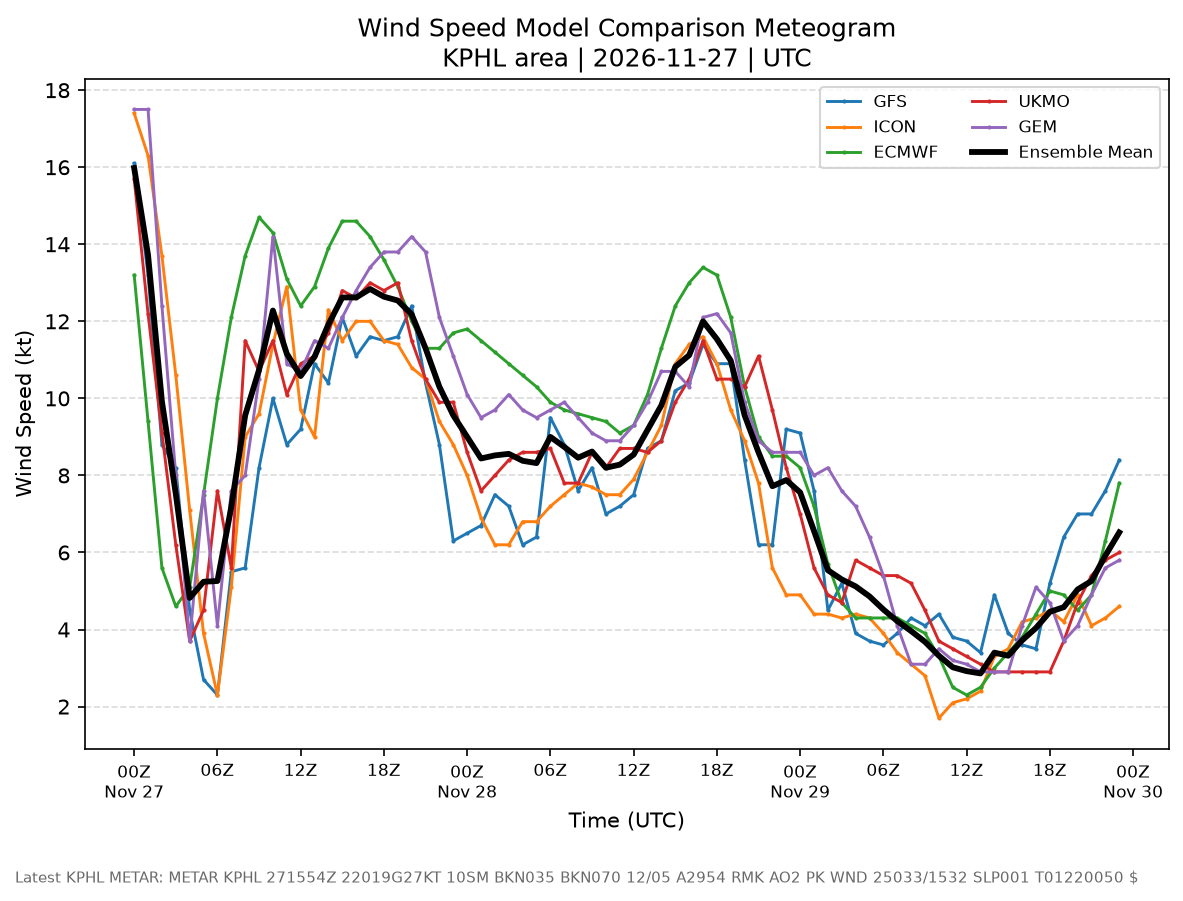 Wind Speed Model Comparison Meteogram
KPHL area | 2026-11-27 | UTC
GFS
ICON
ECMWF
UKMO
GEM
Ensemble Mean
Wind Speed (kt)
18
16
14
12
10
8
6
4
2
00Z 06Z 12Z 18Z 00Z 06Z 12Z 18Z 00Z 06Z 12Z 18Z 00Z
Nov 27 Nov 28 Nov 29 Nov 30
Time (UTC)
Latest KPHL METAR: METAR KPHL 271554Z 22019G27KT 10SM BKN035 BKN070 12/05 A2954 RMK AO2 PK WND 25033/1532 SLP001 T01220050 $